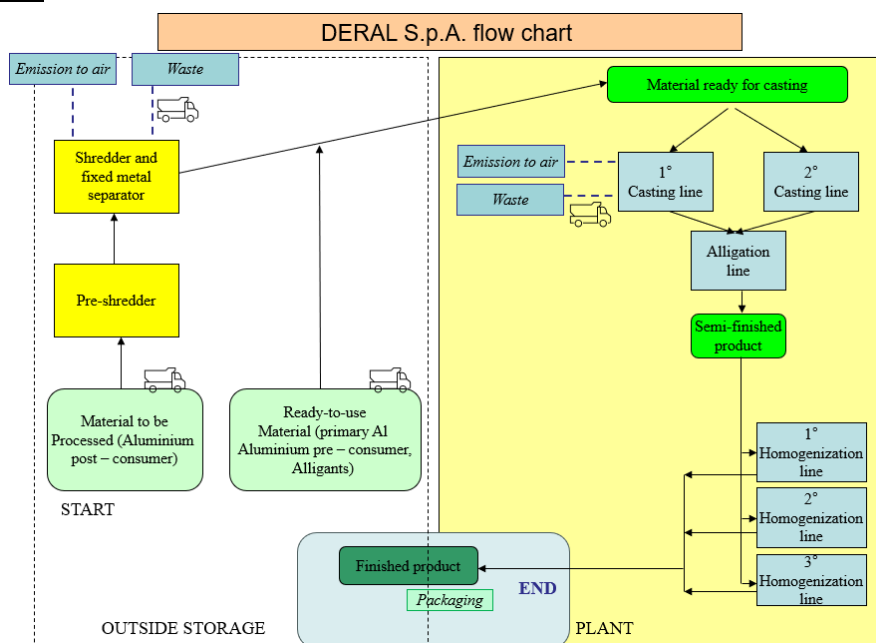 DERAL S.p.A. flow chart
Emission to air
Waste
Shredder and
fixed metal
separator
Pre-shredder
Material to be
Processed (Aluminium
post – consumer)
START
Ready-to-use
Material (primary Al
Aluminium pre – consumer,
Alligants)
OUTSIDE STORAGE
Material ready for casting
Emission to air
Waste
1°
Casting line
2°
Casting line
Alligation
line
Semi-finished
product
1°
Homogenization
line
2°
Homogenization
line
3°
Homogenization
line
Finished product
Packaging
END
PLANT